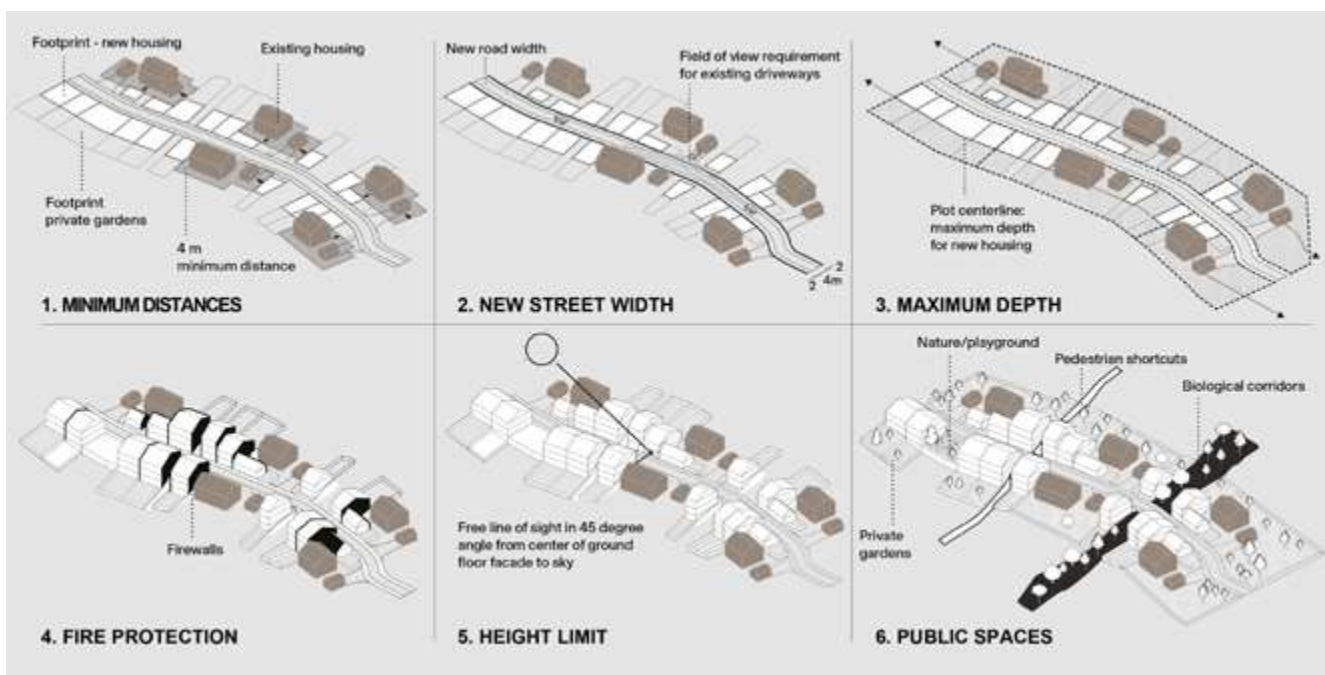 Footprint - new housing
Existing housing
Footprint
private gardens
4 m
minimum distance
1. MINIMUM DISTANCES
New road width
Field of view requirement
for existing driveways
2
2 4m
2. NEW STREET WIDTH
Plot centerline:
maximum depth
for new housing
3. MAXIMUM DEPTH
Firewalls
4. FIRE PROTECTION
Free line of sight in 45 degree
angle from center of ground
floor facade to sky
5. HEIGHT LIMIT
Nature/playground
Pedestrian shortcuts
Biological corridors
Private
gardens
6. PUBLIC SPACES